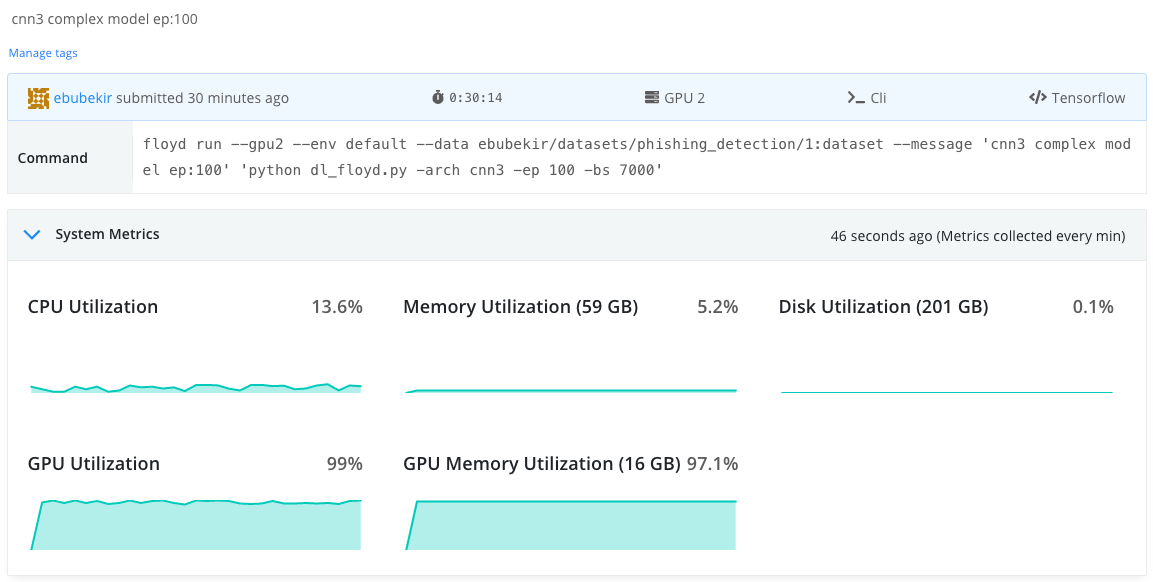 cnn3 complex model ep:100
Manage tags
ebubekir submitted 30 minutes ago 0:30:14 GPU 2 Cli Tensorflow
Command
floyd run --gpu2 --env default --data ebubekir/datasets/phishing_detection/1:dataset --message 'cnn3 complex mod
el ep:100' 'python dl_floyd.py -arch cnn3 -ep 100 -bs 7000'
System Metrics 46 seconds ago (Metrics collected every min)
CPU Utilization 13.6% Memory Utilization (59 GB) 5.2% Disk Utilization (201 GB) 0.1%
GPU Utilization 99% GPU Memory Utilization (16 GB) 97.1%